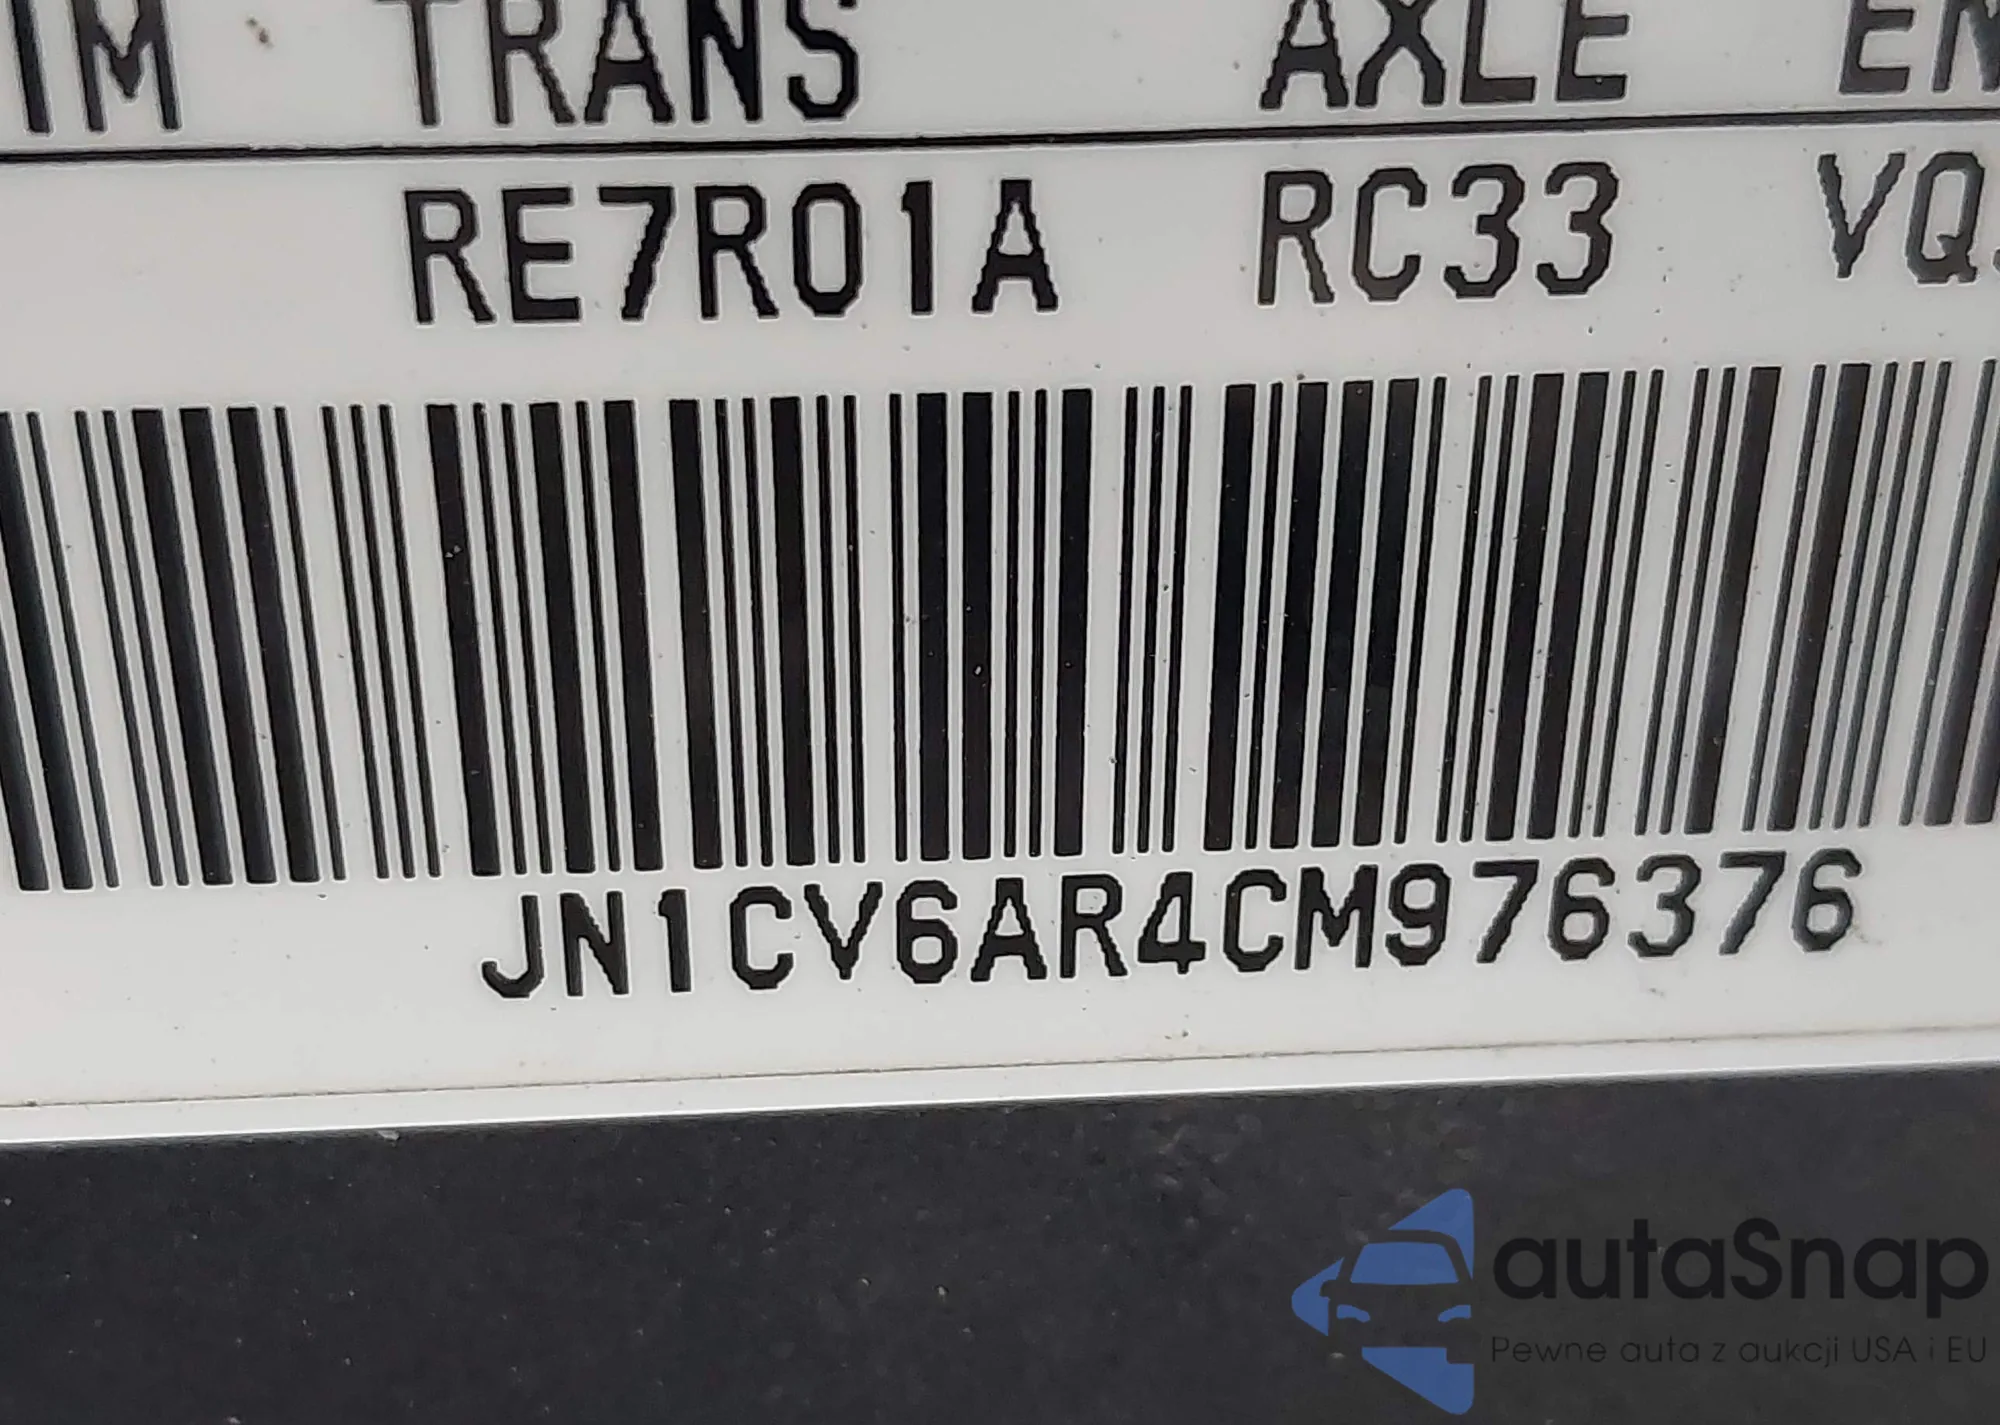 IM TRANS AXLE EN
RE7R01A RC33 VQ
JN1CV6AR4CM976376
autaSnap
Pewne auta z aukcji USA i EU